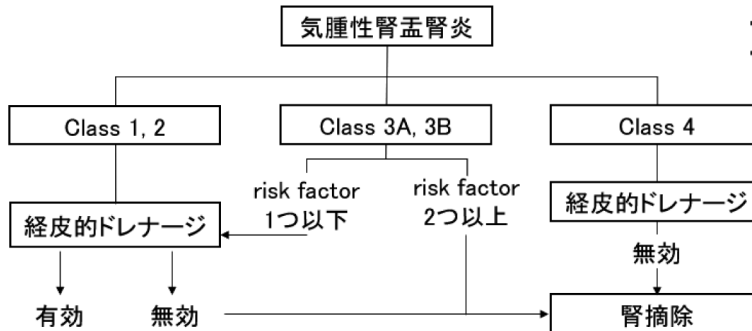 気腫性腎盂腎炎
Class 1, 2
Class 3A, 3B
Class 4
risk factor
1つ以下
risk factor
2つ以上
経皮的ドレナージ
経皮的ドレナージ
無効
有効
無効
腎摘除